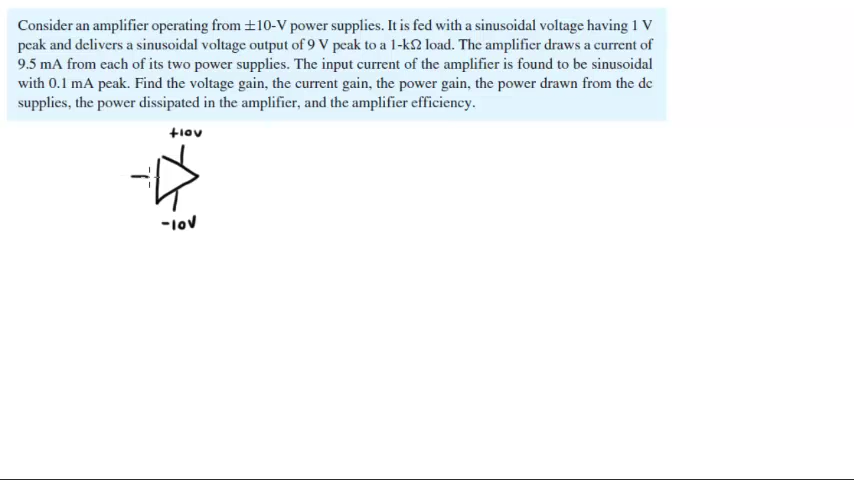 Consider an amplifier operating from ±10-V power supplies. It is fed with a sinusoidal voltage having 1 V
peak and delivers a sinusoidal voltage output of 9 V peak to a 1-kΩ load. The amplifier draws a current of
9.5 mA from each of its two power supplies. The input current of the amplifier is found to be sinusoidal
with 0.1 mA peak. Find the voltage gain, the current gain, the power gain, the power drawn from the dc
supplies, the power dissipated in the amplifier, and the amplifier efficiency.
+10V
-10V